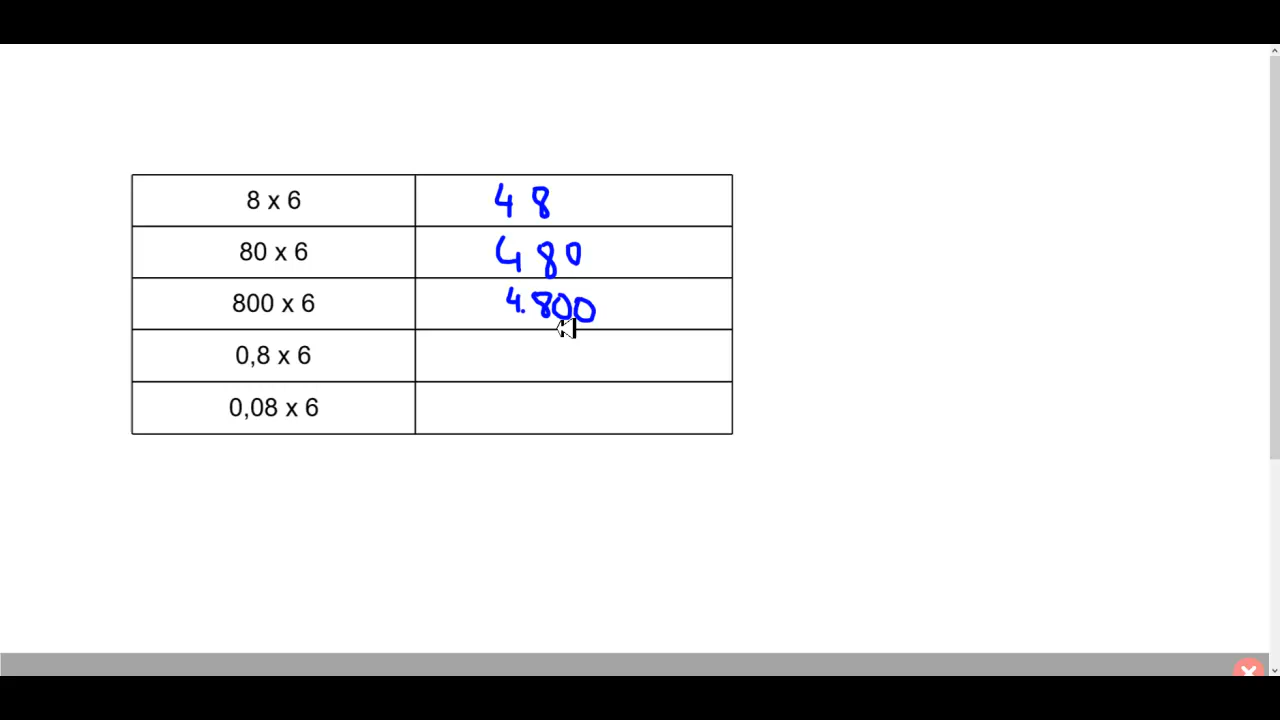 8 x 6 48
80 x 6 480
800 x 6 4.800
0,8 x 6
0,08 x 6